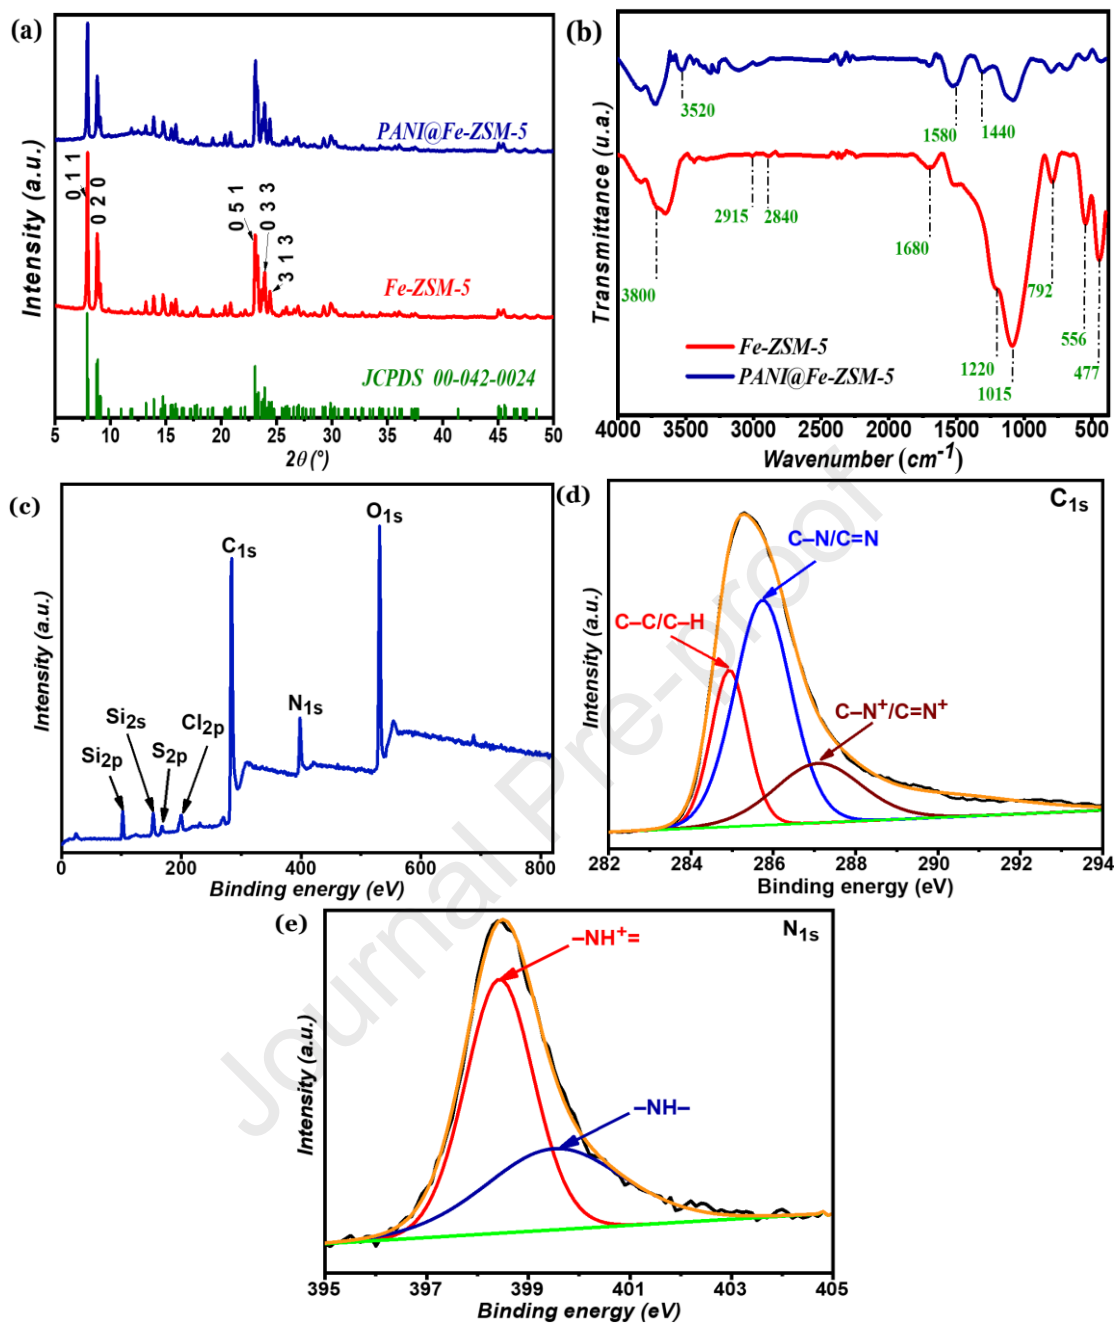 (a)
Intensity (a.u.)
PANI@Fe-ZSM-5
0 1 1
0 2 0
0 5 1
0 3 3
3 1 3
Fe-ZSM-5
JCPDS 00-042-0024
5 10 15 20 25 30 35 40 45 50
2θ (°)
(b)
Transmittance (u.a.)
3520
1580
1440
2915
2840
1680
3800
792
556
1220
477
1015
Fe-ZSM-5
PANI@Fe-ZSM-5
4000 3500 3000 2500 2000 1500 1000 500
Wavenumber (cm-1)
(c)
Intensity (a.u.)
O1s
C1s
N1s
Si2s
Cl2p
S2p
Si2p
0 200 400 600 800
Binding energy (eV)
(d)
C1s
Intensity (a.u.)
C–N/C=N
C–C/C–H
C–N+/C=N+
282 284 286 288 290 292 294
Binding energy (eV)
(e)
N1s
Intensity (a.u.)
–NH+=
–NH–
395 397 399 401 403 405
Binding energy (eV)
Journal Pre-proof